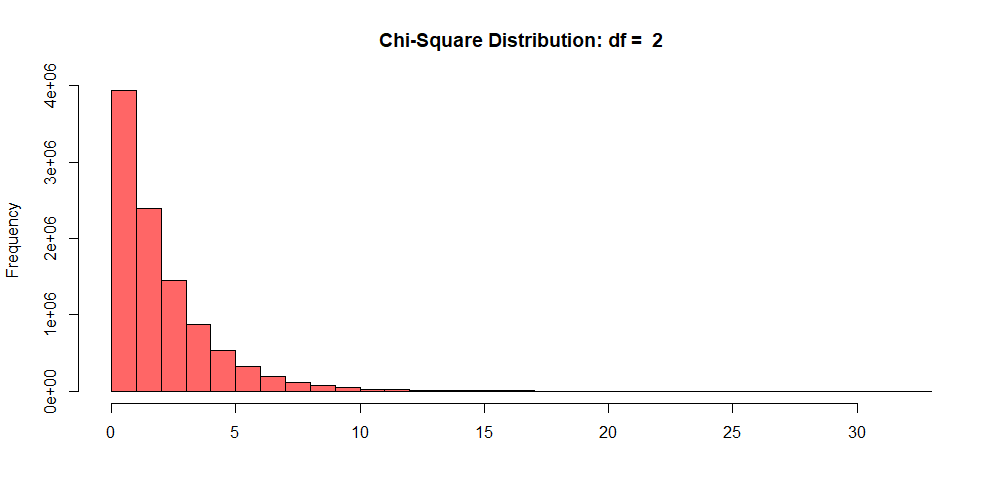 Chi-Square Distribution: df =  2
Frequency
4e+06
3e+06
2e+06
1e+06
0e+00
0 5 10 15 20 25 30